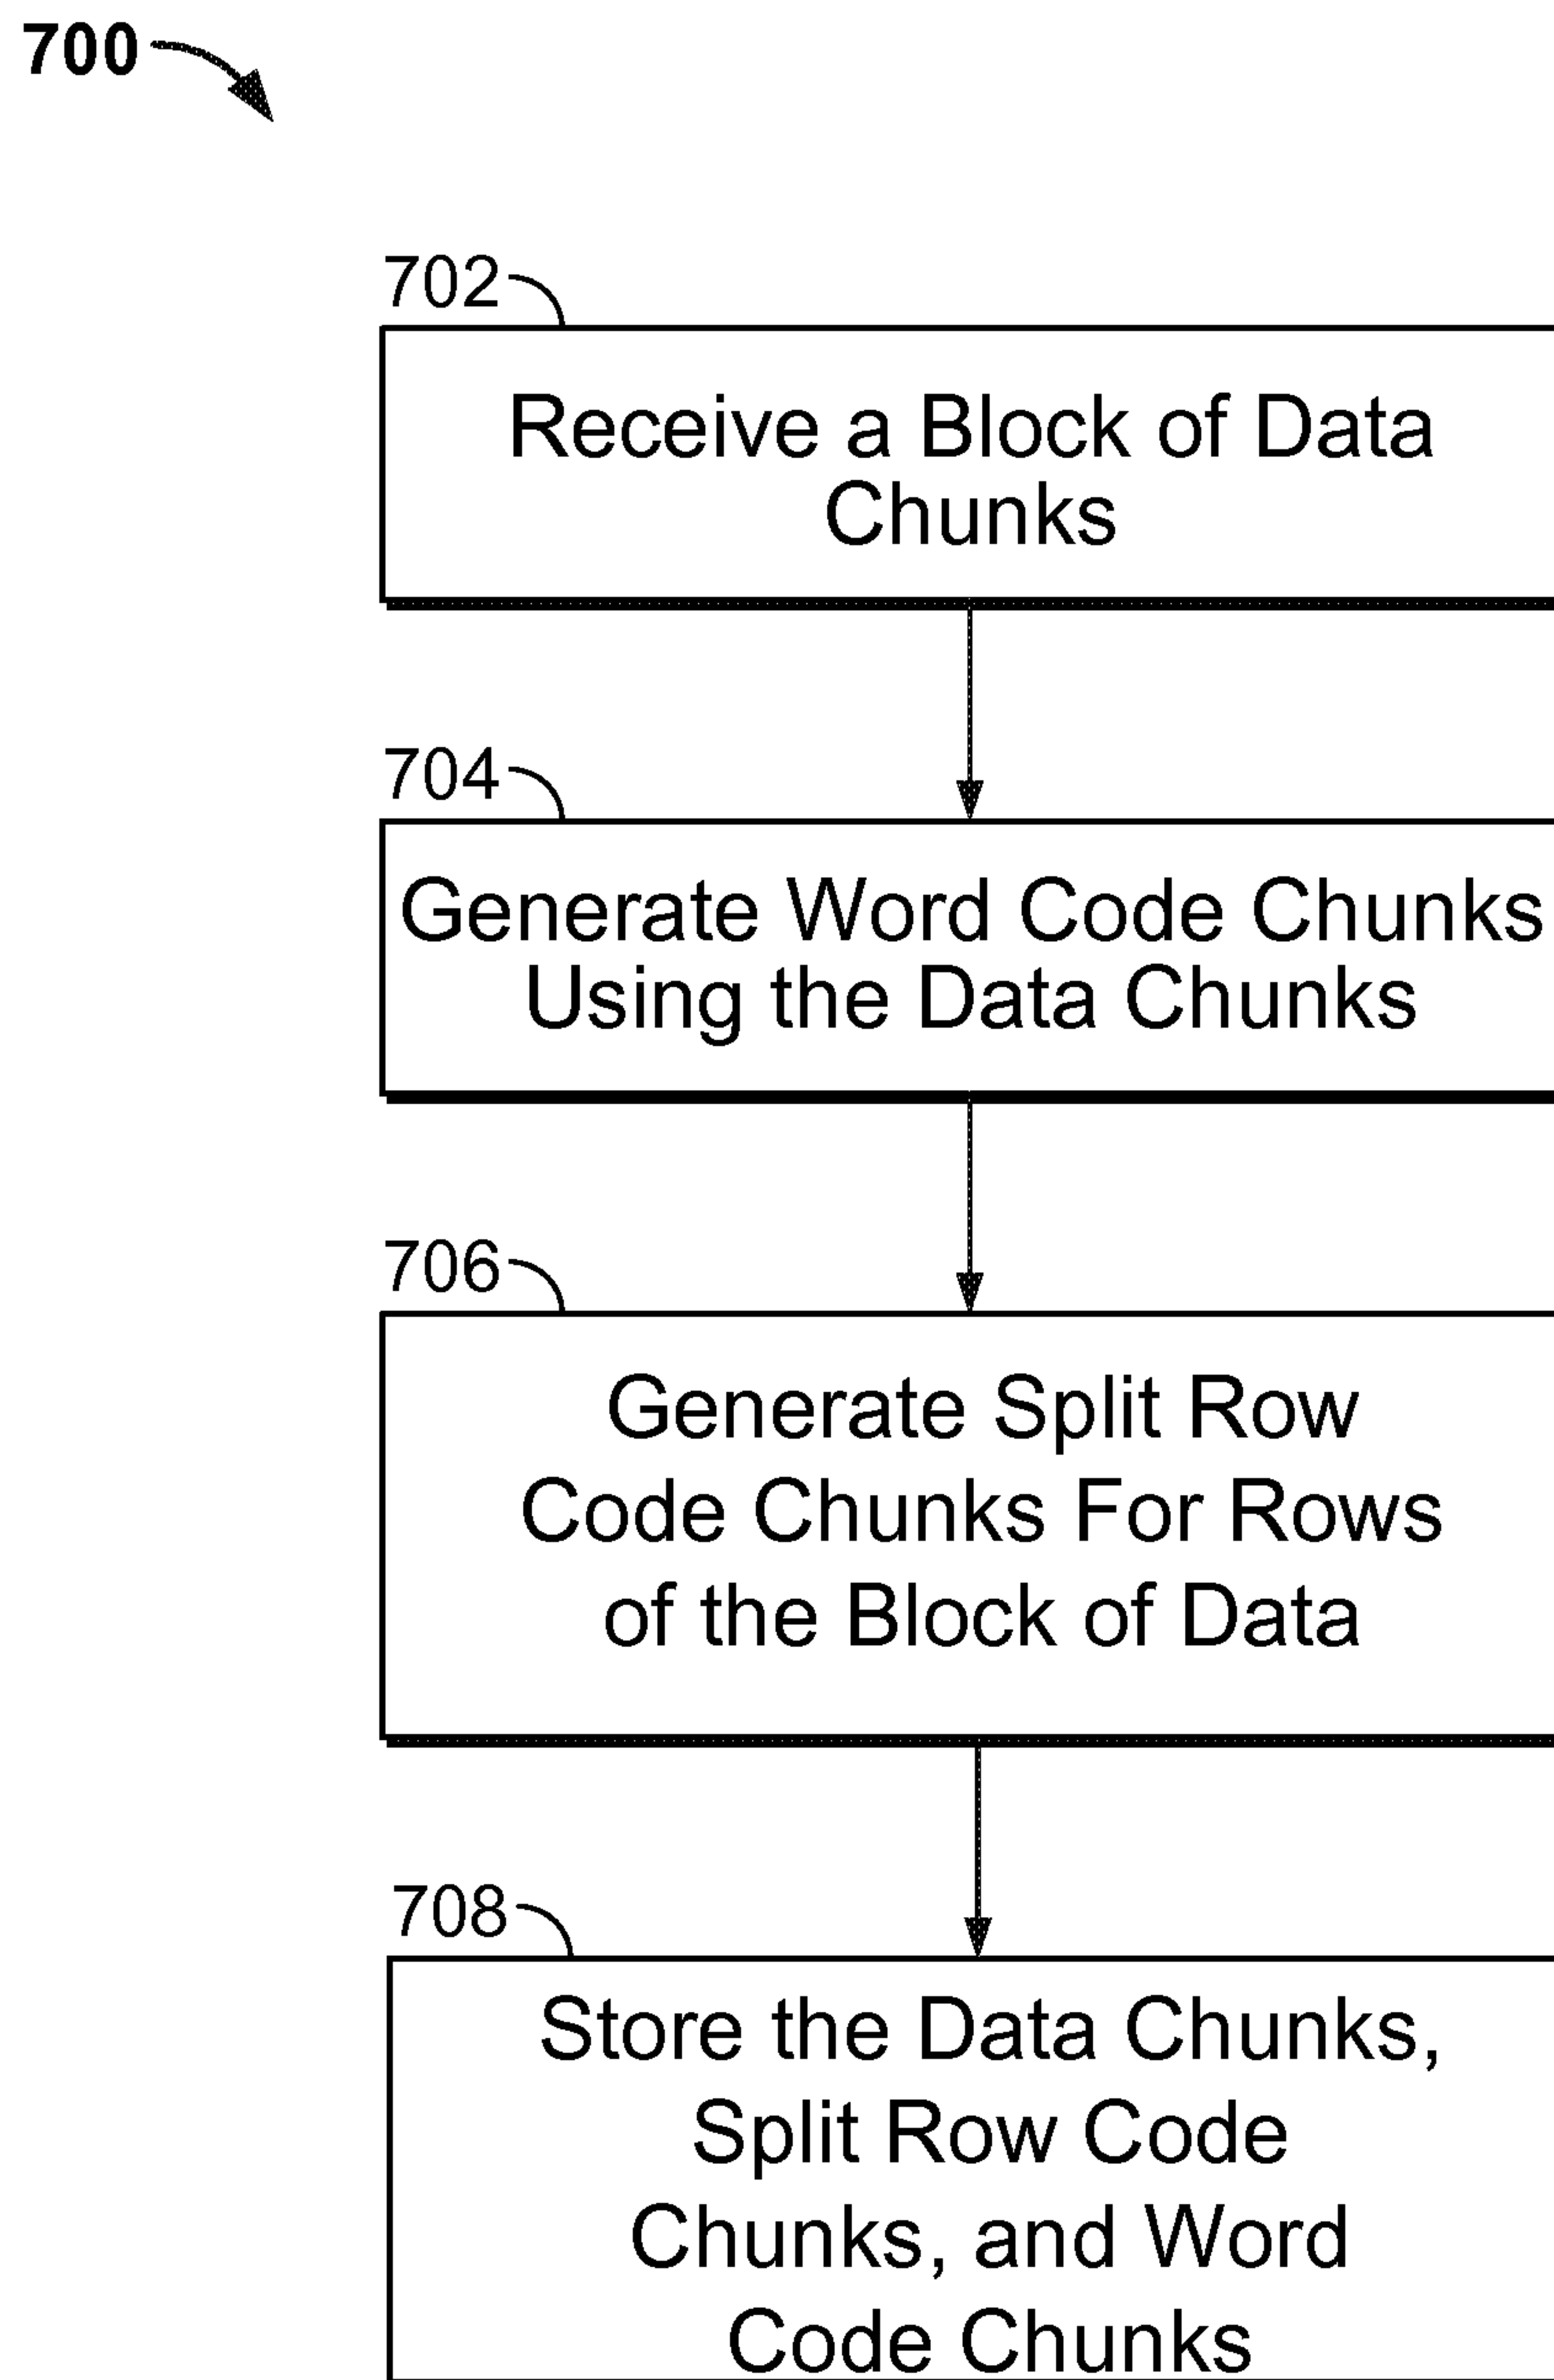 700
702
Receive a Block of Data
Chunks
704
Generate Word Code Chunks
Using the Data Chunks
706
Generate Split Row
Code Chunks For Rows
of the Block of Data
708
Store the Data Chunks,
Split Row Code
Chunks, and Word
Code Chunks